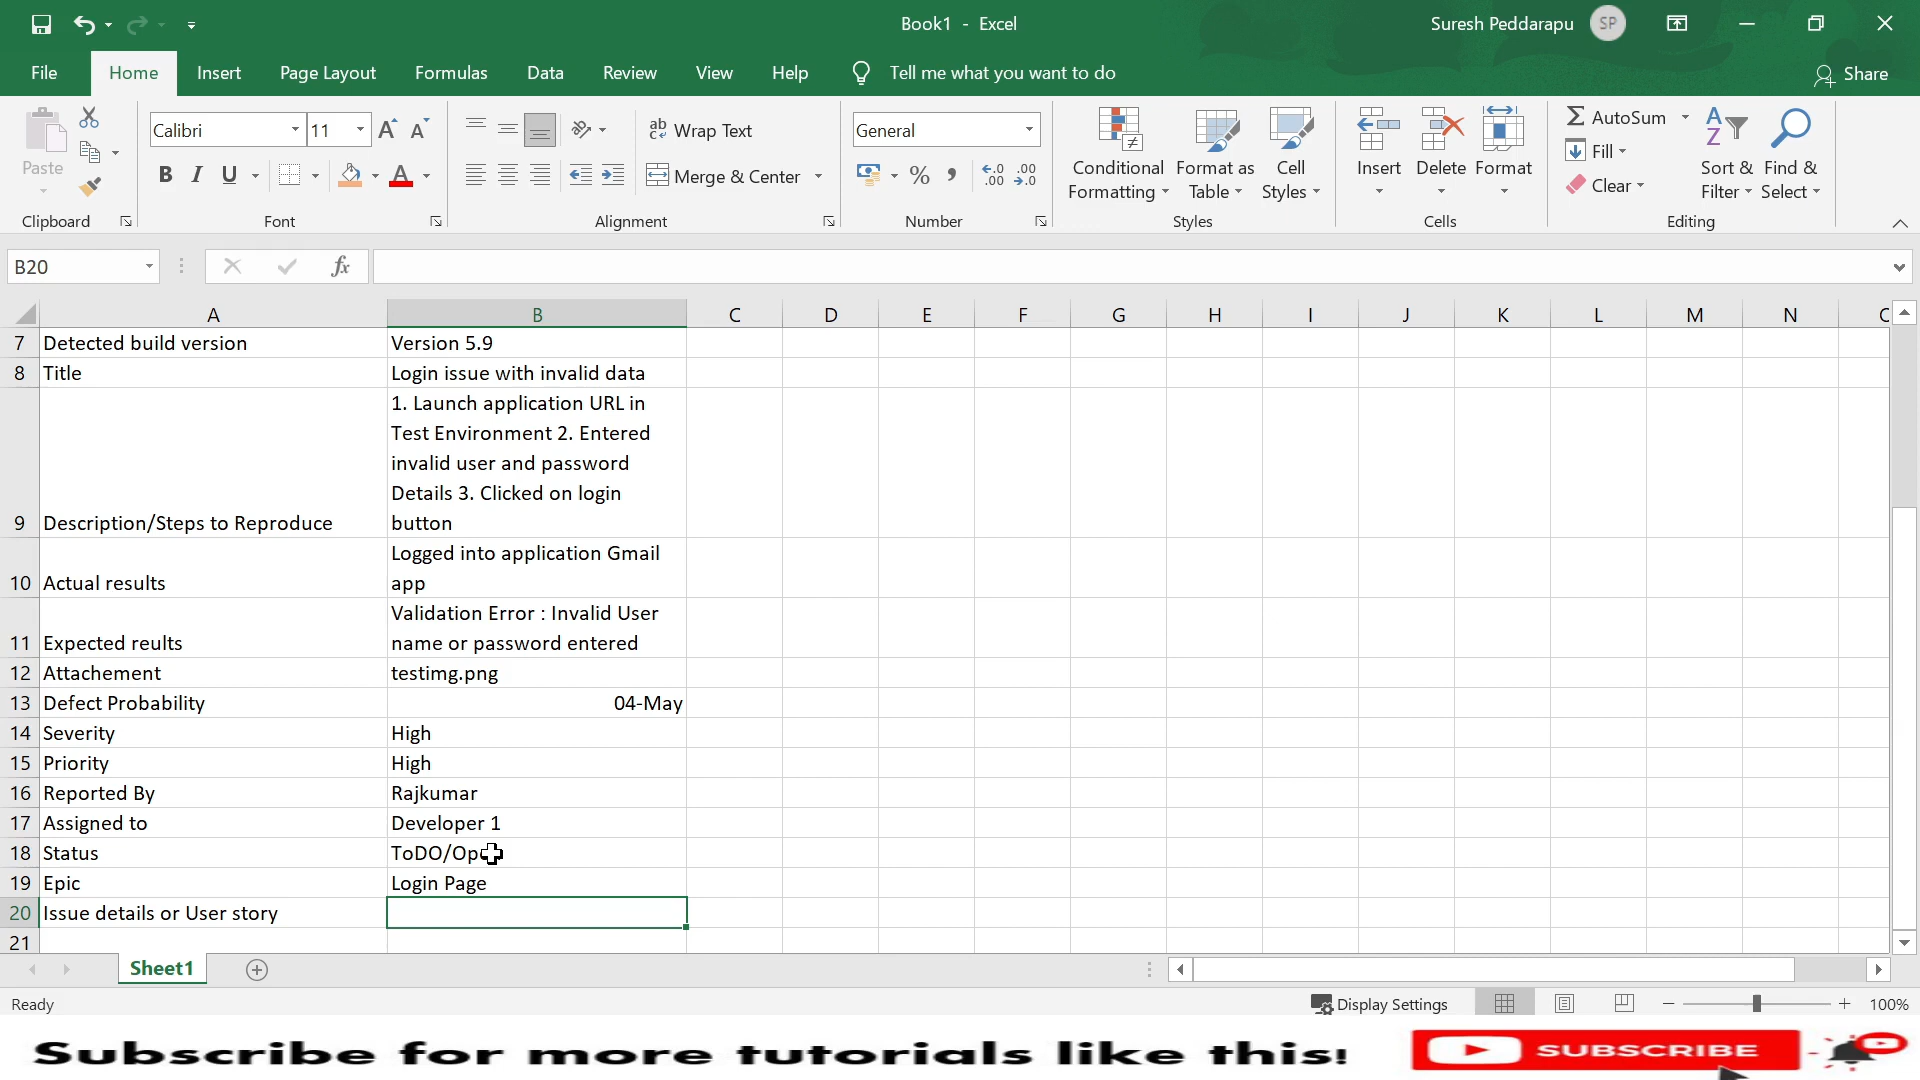 Book1 - Excel
Suresh Peddarapu SP
File Home Insert Page Layout Formulas Data Review View Help Tell me what you want to do Share
Paste
Clipboard
Calibri 11
B I U
Font
Wrap Text
Merge & Center
Alignment
General
Number
Conditional Formatting
Format as Table
Cell Styles
Styles
Insert Delete Format
Cells
AutoSum
Fill
Clear
Sort & Filter
Find & Select
Editing
B20 fx
A B C D E F G H I J K L M N
7 Detected build version Version 5.9
8 Title Login issue with invalid data
1. Launch application URL in
Test Environment 2. Entered
invalid user and password
Details 3. Clicked on login
9 Description/Steps to Reproduce button
Logged into application Gmail
10 Actual results app
Validation Error : Invalid User
11 Expected reults name or password entered
12 Attachement testimg.png
13 Defect Probability 04-May
14 Severity High
15 Priority High
16 Reported By Rajkumar
17 Assigned to Developer 1
18 Status
19 Epic Login Page
20 Issue details or User story
21
Sheet1
Ready Display Settings 100%
Subscribe for more tutorials like this! SUBSCRIBE